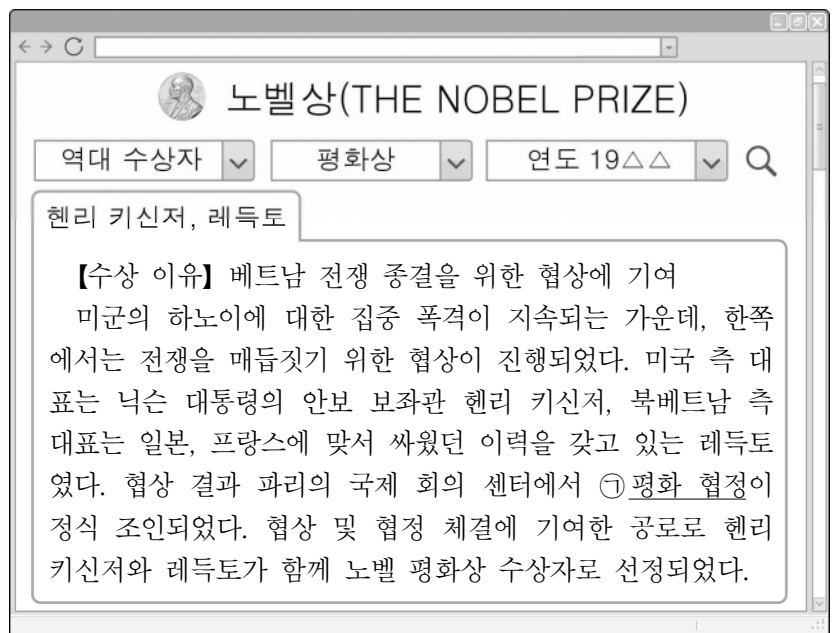 노벨상(THE NOBEL PRIZE)
역대 수상자 평화상 연도 19△△
헨리 키신저, 레득토
【수상 이유】 베트남 전쟁 종결을 위한 협상에 기여
미군의 하노이에 대한 집중 폭격이 지속되는 가운데, 한쪽
에서는 전쟁을 매듭짓기 위한 협상이 진행되었다. 미국 측 대
표는 닉슨 대통령의 안보 보좌관 헨리 키신저, 북베트남 측
대표는 일본, 프랑스에 맞서 싸웠던 이력을 갖고 있는 레득토
였다. 협상 결과 파리의 국제 회의 센터에서 ㉠평화 협정이
정식 조인되었다. 협상 및 협정 체결에 기여한 공로로 헨리
키신저와 레득토가 함께 노벨 평화상 수상자로 선정되었다.